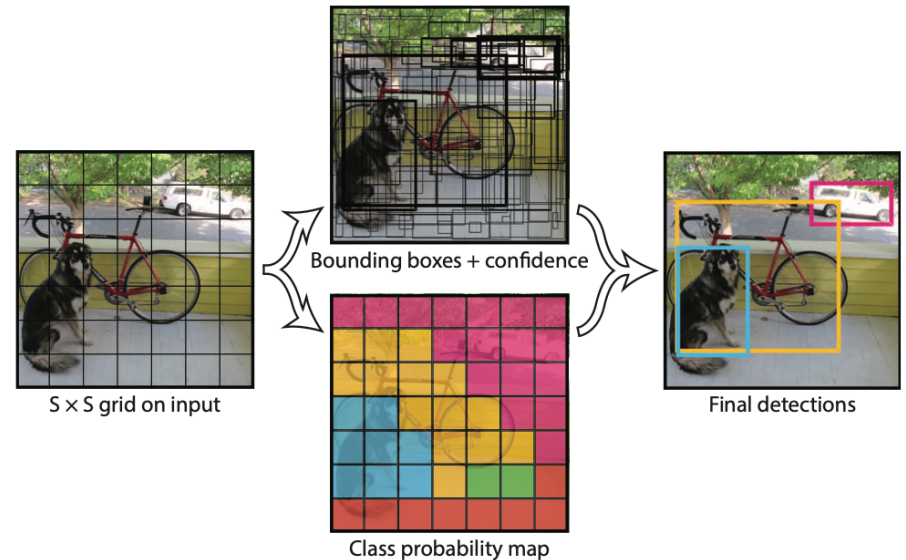 S × S grid on input
Bounding boxes + confidence
Class probability map
Final detections